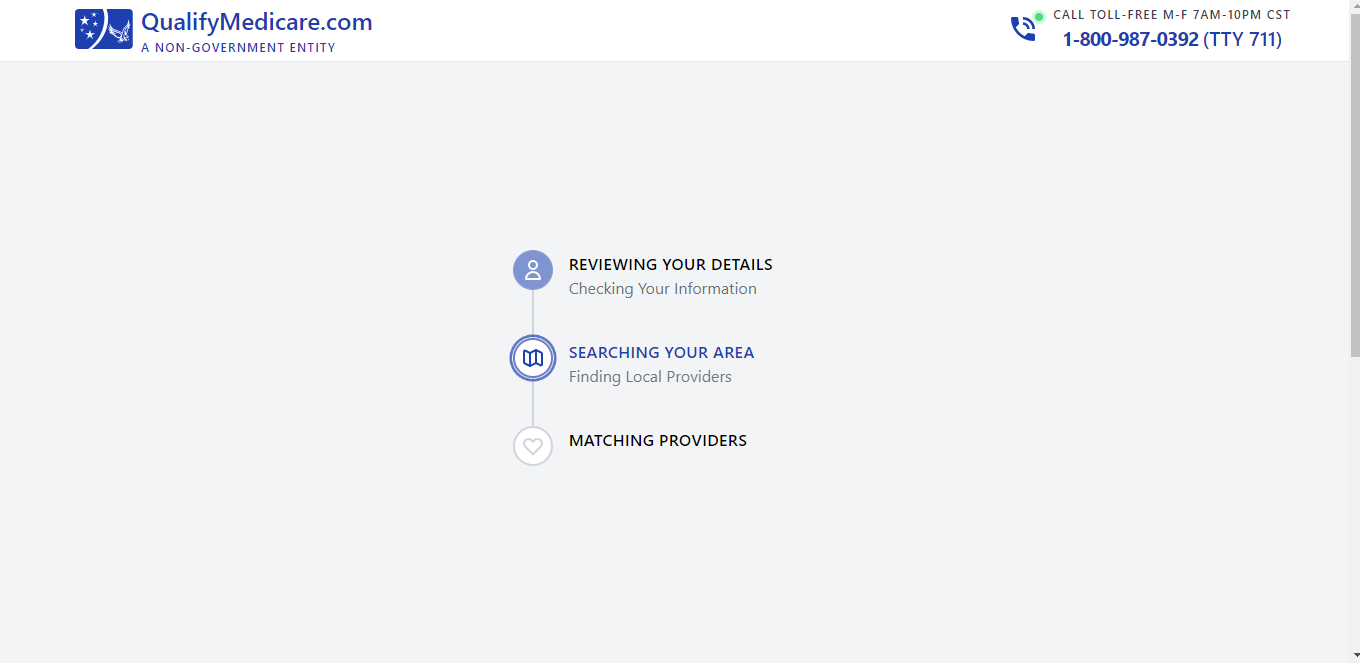 QualifyMedicare.com
A NON-GOVERNMENT ENTITY
CALL TOLL-FREE M-F 7AM-10PM CST
1-800-987-0392 (TTY 711)
REVIEWING YOUR DETAILS
Checking Your Information
SEARCHING YOUR AREA
Finding Local Providers
MATCHING PROVIDERS